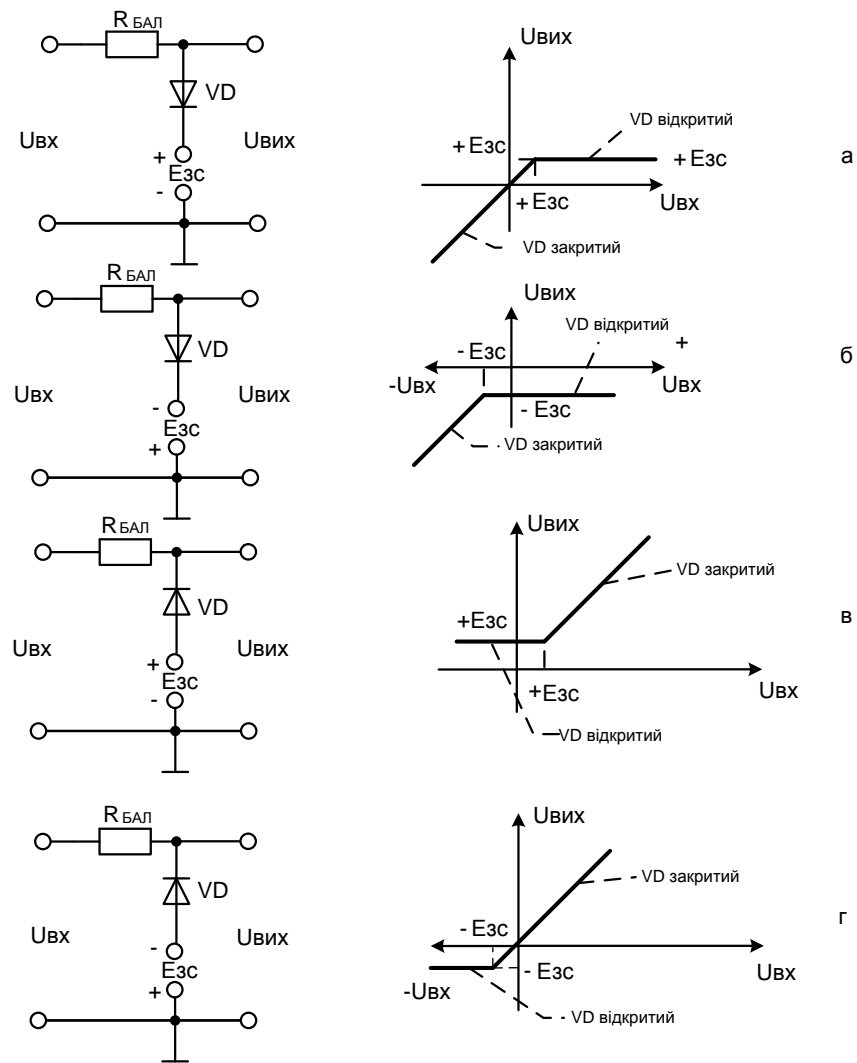 R БАЛ
Uвих
VD
VD відкритий
Uвх
Uвих
+
Eзс
-
+ Eзс
+ Eзс
+ Eзс
Uвх
VD закритий
а
R БАЛ
Uвих
VD
VD відкритий
- Eзс
+
-Uвх
Uвх
Uвх
Uвих
-
Eзс
+
- Eзс
VD закритий
б
R БАЛ
Uвих
VD
VD закритий
Uвх
Uвих
+
Eзс
-
+Eзс
+Eзс
Uвх
VD відкритий
в
R БАЛ
Uвих
VD
VD закритий
Uвх
Uвих
-
Eзс
+
- Eзс
- Eзс
-Uвх
Uвх
VD відкритий
г